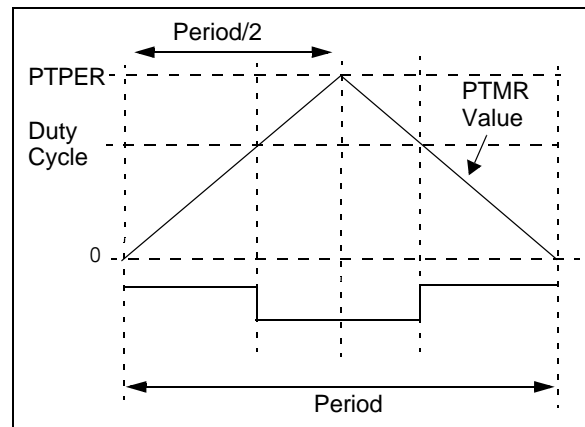 Period/2
PTPER
PTMR
Value
Duty
Cycle
0
Period